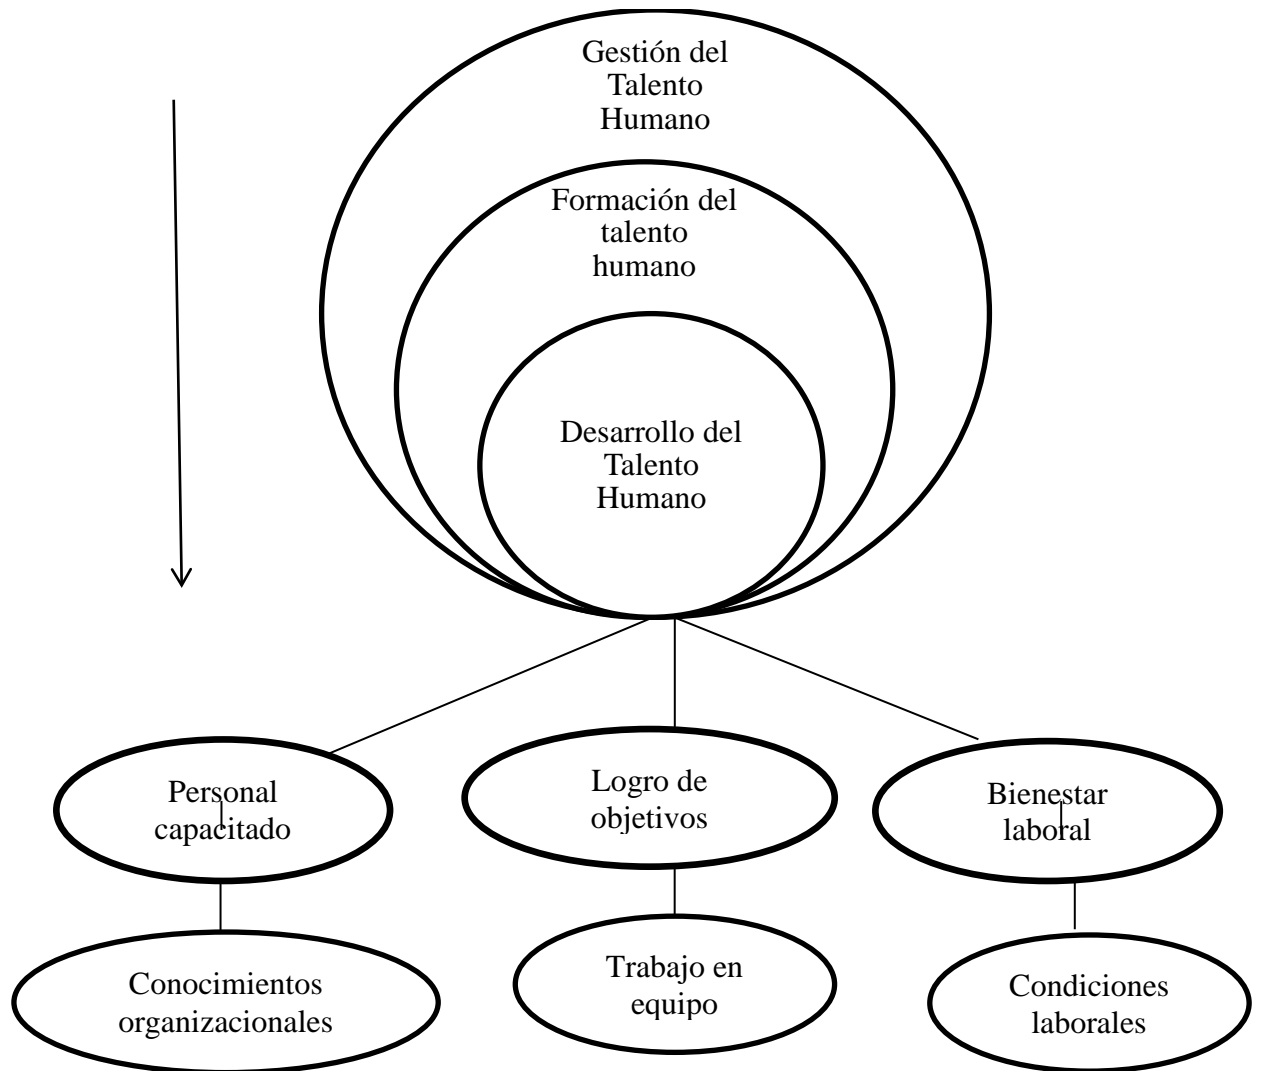 Gestión del
Talento
Humano
Formación del
talento
humano
Desarrollo del
Talento
Humano
Personal
capacitado
Logro de
objetivos
Bienestar
laboral
Conocimientos
organizacionales
Trabajo en
equipo
Condiciones
laborales